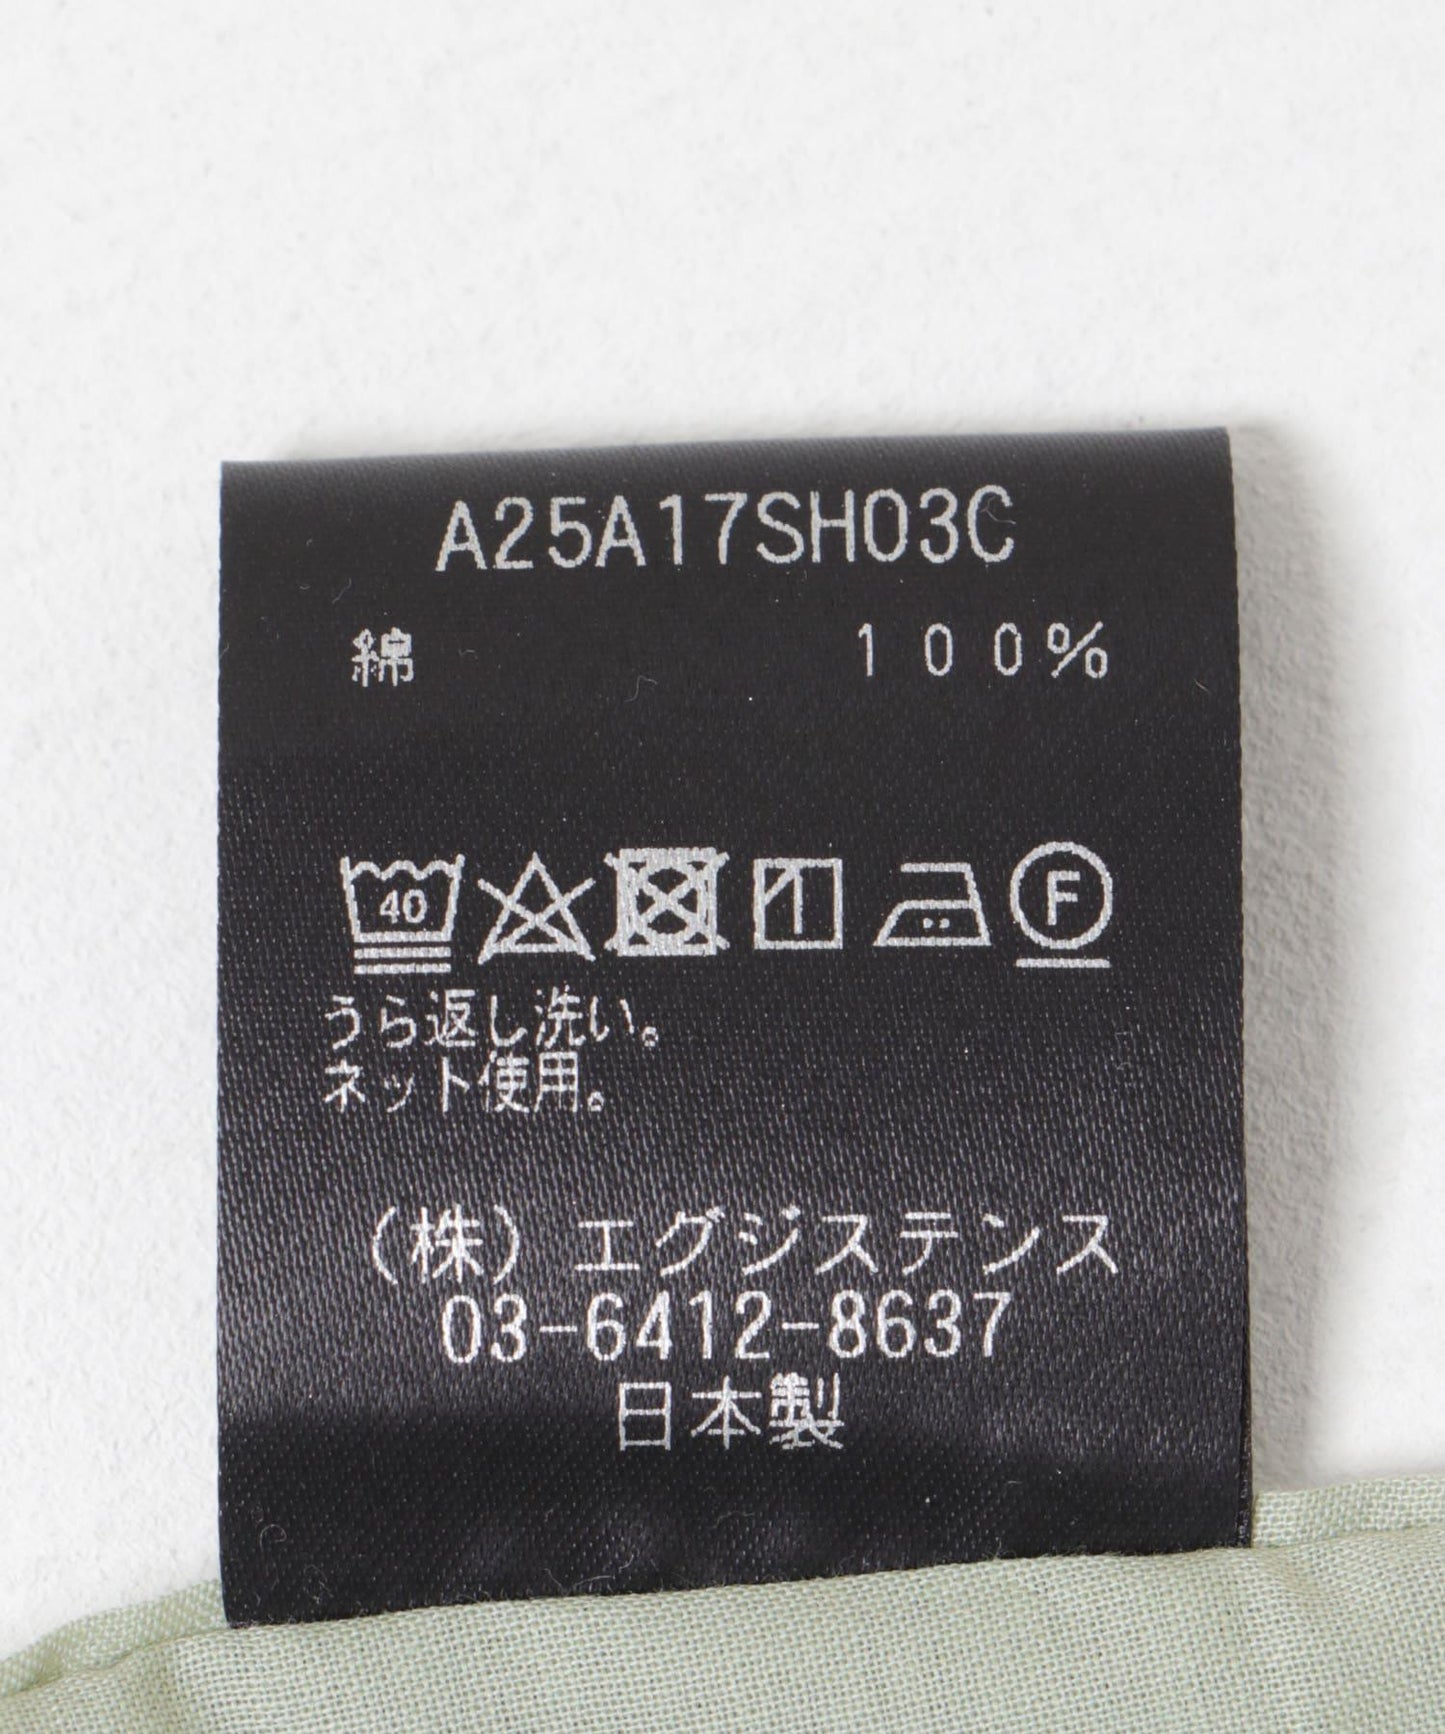 A25A17SH03C
綿 100%
40
F
うら返し洗い。
ネット使用。
(株)エグジステンス
03-6412-8637
日本製